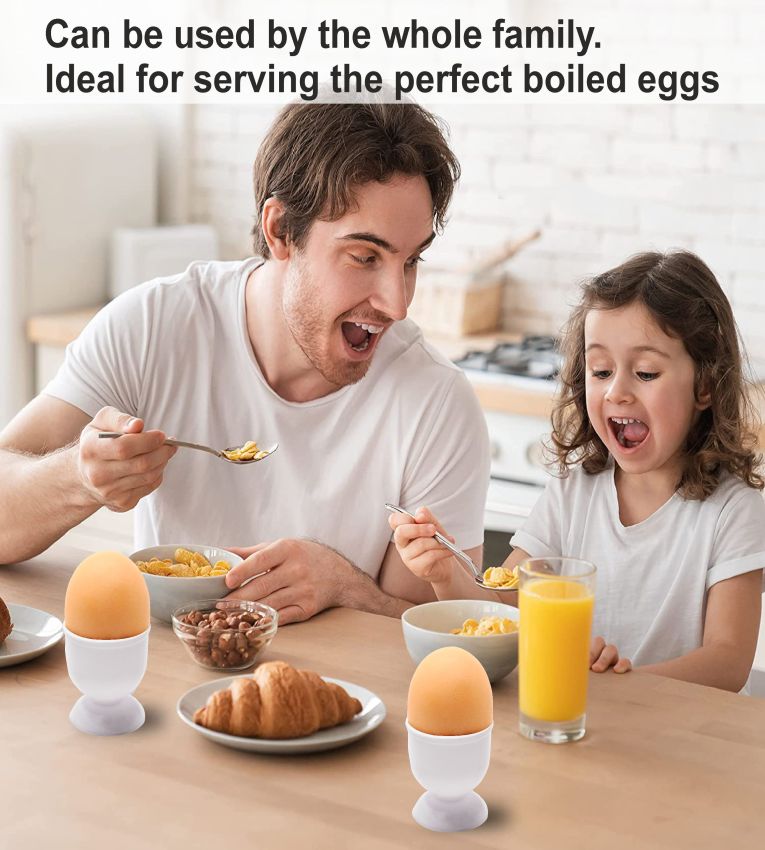 Can be used by the whole family.
Ideal for serving the perfect boiled eggs